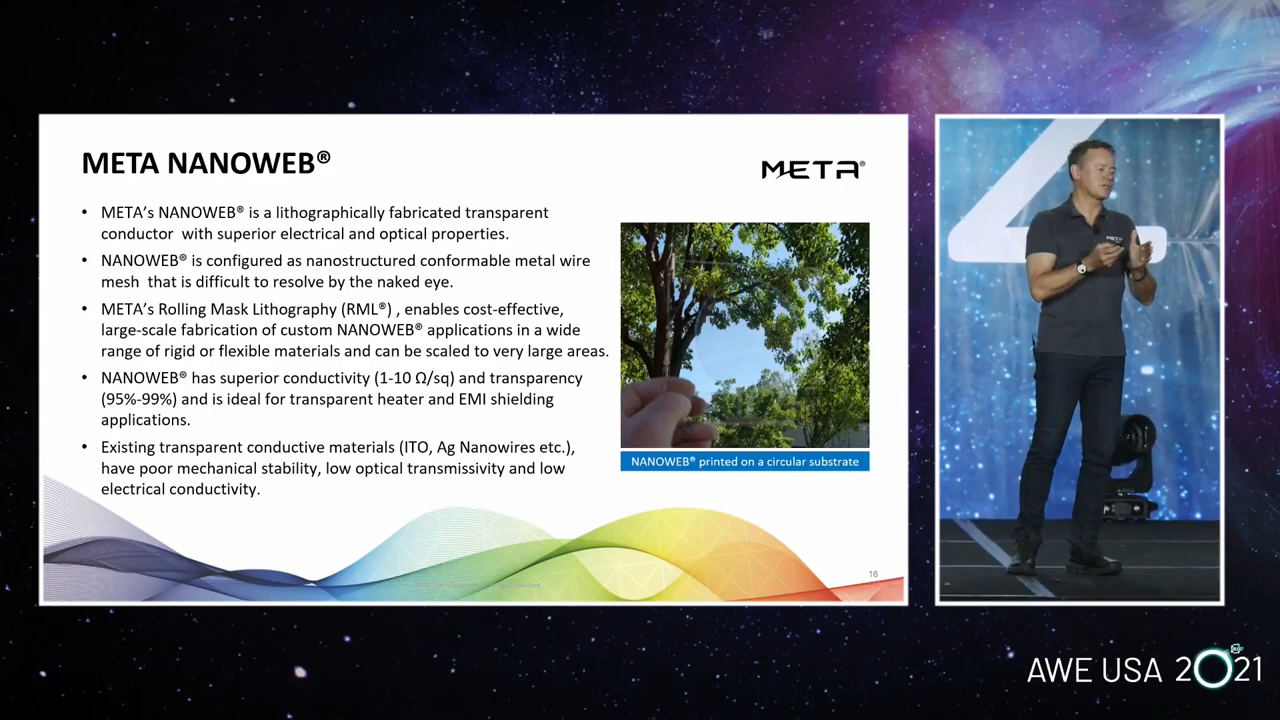 META NANOWEB®
META®
• META's NANOWEB® is a lithographically fabricated transparent
conductor with superior electrical and optical properties.
• NANOWEB® is configured as nanostructured conformable metal wire
mesh that is difficult to resolve by the naked eye.
• META's Rolling Mask Lithography (RML®) , enables cost-effective,
large-scale fabrication of custom NANOWEB® applications in a wide
range of rigid or flexible materials and can be scaled to very large areas.
• NANOWEB® has superior conductivity (1-10 Ω/sq) and transparency
(95%-99%) and is ideal for transparent heater and EMI shielding
applications.
• Existing transparent conductive materials (ITO, Ag Nanowires etc.),
have poor mechanical stability, low optical transmissivity and low
electrical conductivity.
NANOWEB® printed on a circular substrate
16
META
AWE USA 2021